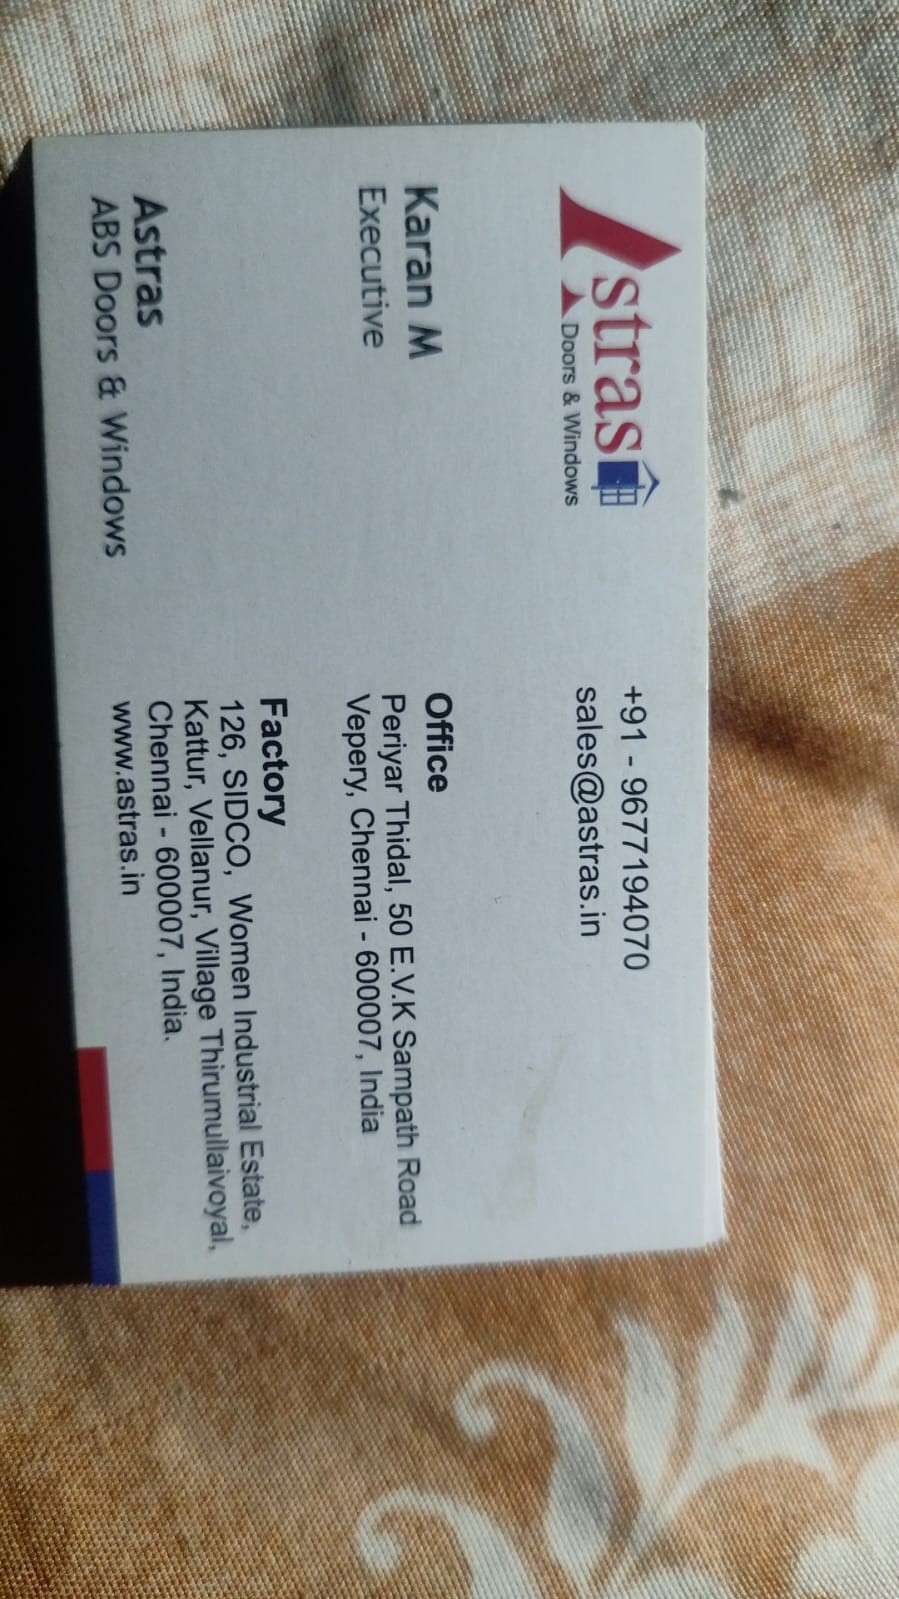 Astras
Doors & Windows
+91 - 9677194070
sales@astras.in
Karan M
Executive
Office
Periyar Thidal, 50 E.V.K Sampath Road
Vepery, Chennai - 600007, India
Factory
126, SIDCO, Women Industrial Estate,
Kattur, Vellanur, Village Thirumullaivoyal,
Chennai - 600007, India.
www.astras.in
Astras
ABS Doors & Windows